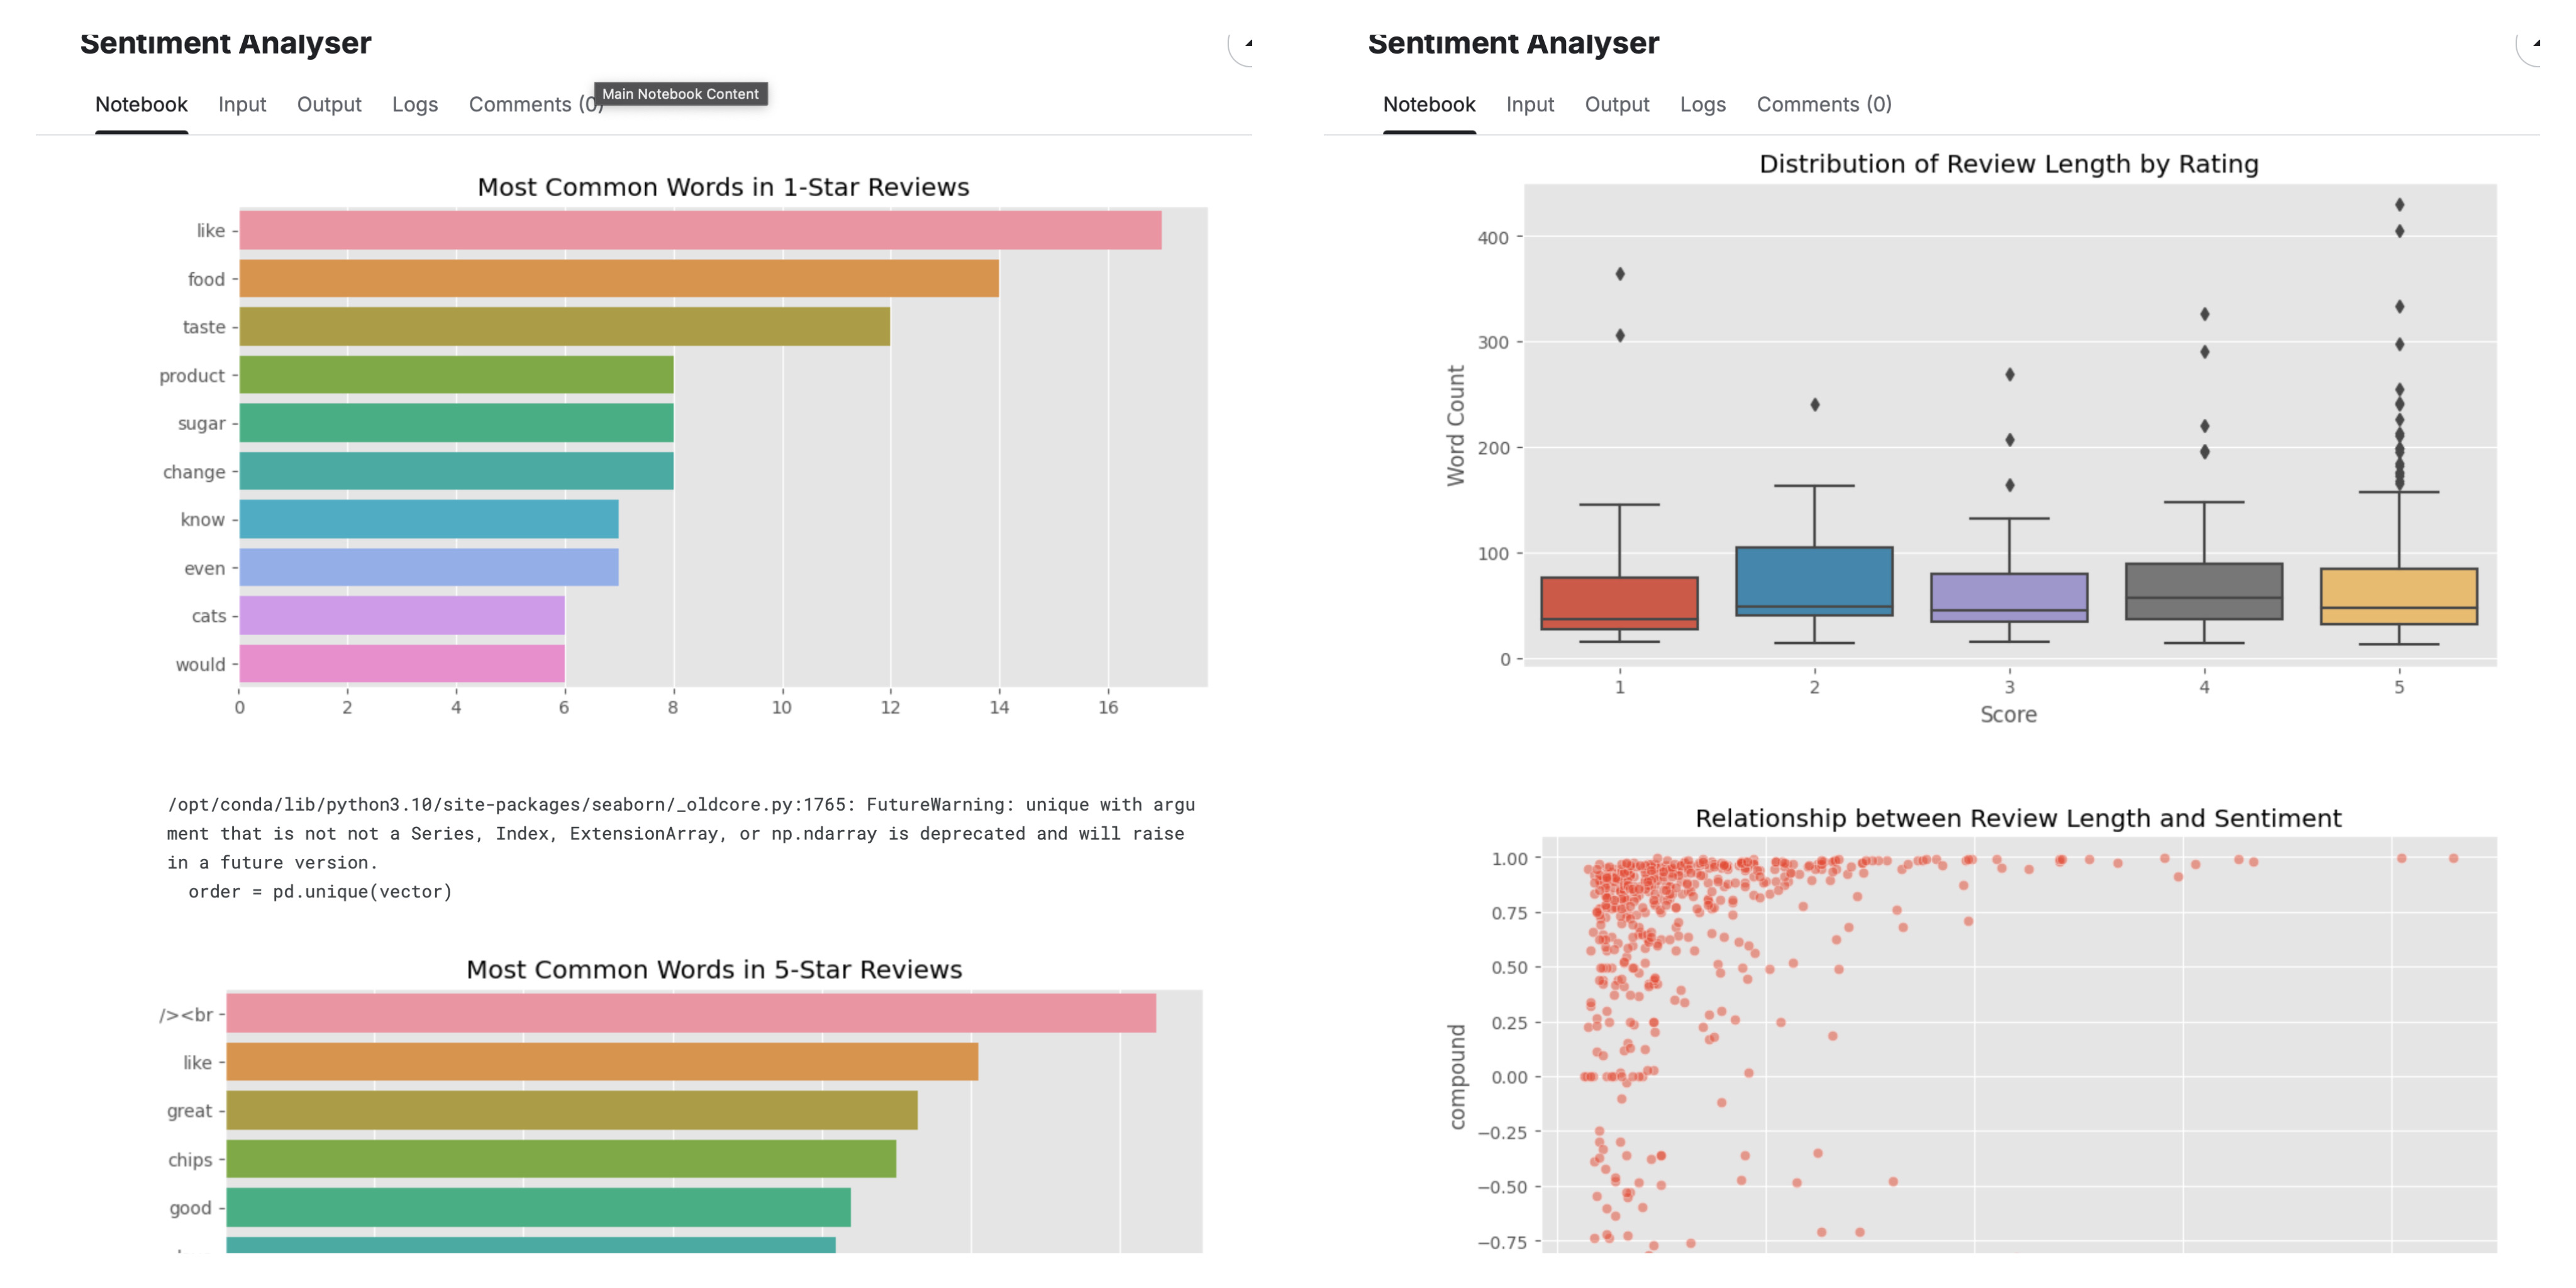 Sentiment Analyser
Notebook Input Output Logs Comments (0)
Main Notebook Content
Most Common Words in 1-Star Reviews
like
food
taste
product
sugar
change
know
even
cats
would
0 2 4 6 8 10 12 14 16
/opt/conda/lib/python3.10/site-packages/seaborn/_oldcore.py:1765: FutureWarning: unique with argu
ment that is not not a Series, Index, ExtensionArray, or np.ndarray is deprecated and will raise
in a future version.
order = pd.unique(vector)
Most Common Words in 5-Star Reviews
/><br
like
great
chips
good
Sentiment Analyser
Notebook Input Output Logs Comments (0)
Distribution of Review Length by Rating
Word Count
400
300
200
100
0
1 2 3 4 5
Score
Relationship between Review Length and Sentiment
compound
1.00
0.75
0.50
0.25
0.00
−0.25
−0.50
−0.75